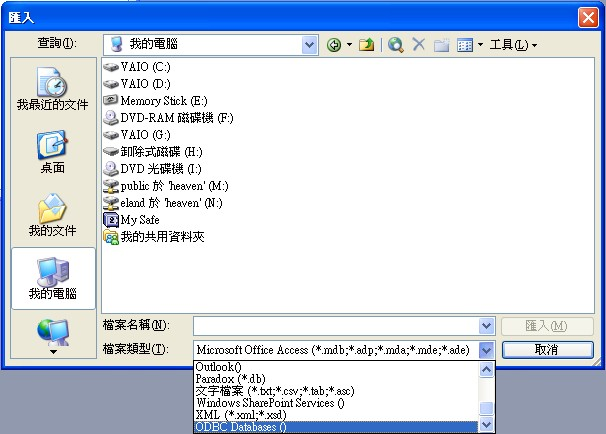 匯入
查詢(I):
我的電腦
工具(L)
我最近的文件
桌面
我的文件
我的電腦
VAIO (C:)
VAIO (D:)
Memory Stick (E:)
DVD-RAM 磁碟機 (F:)
VAIO (G:)
卸除式磁碟 (H:)
DVD 光碟機 (I:)
public 於 'heaven' (M:)
eland 於 'heaven' (N:)
My Safe
我的共用資料夾
檔案名稱(N):
匯入(M)
檔案類型(T):
Microsoft Office Access (*.mdb;*.adp;*.mda;*.mde;*.ade)
取消
Outlook()
Paradox (*.db)
文字檔案 (*.txt;*.csv;*.tab;*.asc)
Windows SharePoint Services ()
XML (*.xml;*.xsd)
ODBC Databases ()